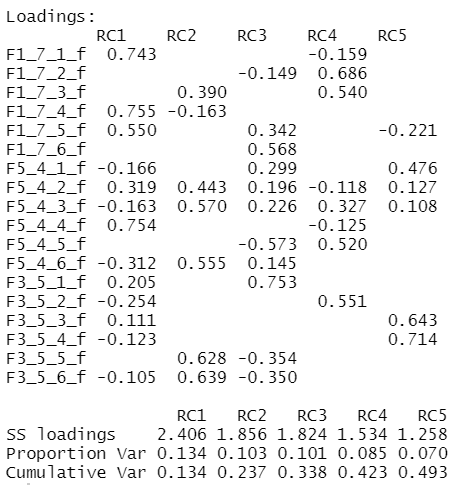 Loadings:
         RC1    RC2    RC3    RC4    RC5
F1_7_1_f  0.743               -0.159
F1_7_2_f               -0.149  0.686
F1_7_3_f         0.390         0.540
F1_7_4_f  0.755 -0.163
F1_7_5_f  0.550         0.342        -0.221
F1_7_6_f                0.568
F5_4_1_f -0.166         0.299         0.476
F5_4_2_f  0.319  0.443  0.196 -0.118  0.127
F5_4_3_f -0.163  0.570  0.226  0.327  0.108
F5_4_4_f  0.754               -0.125
F5_4_5_f               -0.573  0.520
F5_4_6_f -0.312  0.555  0.145
F3_5_1_f  0.205         0.753
F3_5_2_f -0.254                0.551
F3_5_3_f  0.111                       0.643
F3_5_4_f -0.123                       0.714
F3_5_5_f         0.628 -0.354
F3_5_6_f -0.105  0.639 -0.350

                 RC1   RC2   RC3   RC4   RC5
SS loadings    2.406 1.856 1.824 1.534 1.258
Proportion Var 0.134 0.103 0.101 0.085 0.070
Cumulative Var 0.134 0.237 0.338 0.423 0.493